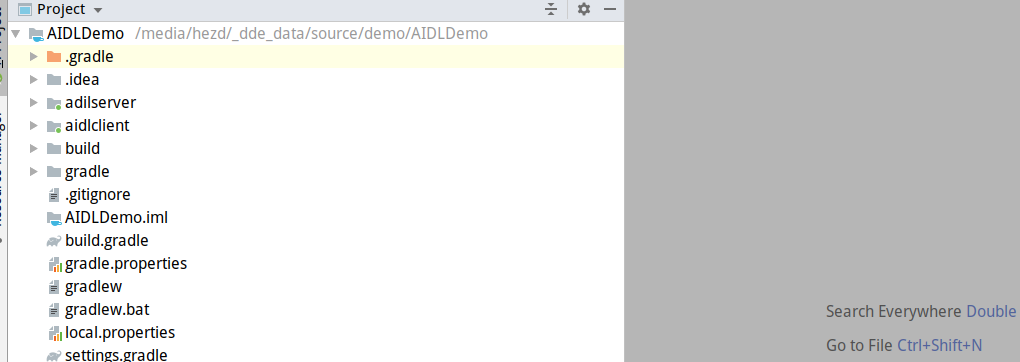 Project
AIDLDemo /media/hezd/_dde_data/source/demo/AIDLDemo
.gradle
.idea
adilserver
aidlclient
build
gradle
.gitignore
AIDLDemo.iml
build.gradle
gradle.properties
gradlew
gradlew.bat
local.properties
settings.gradle
Search Everywhere Double
Go to File Ctrl+Shift+N